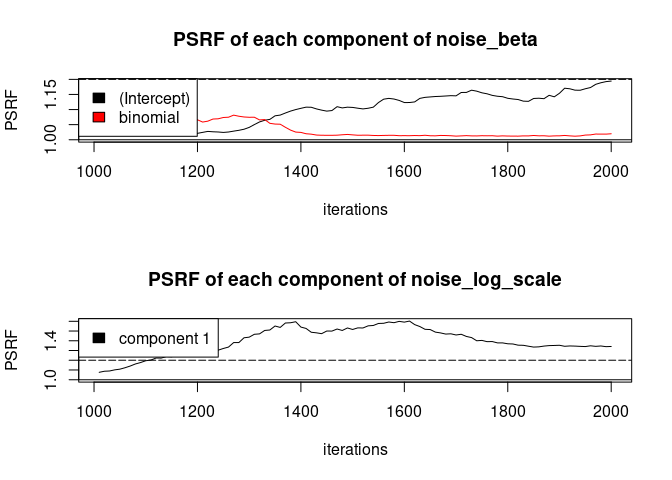 PSRF of each component of noise_beta
PSRF
1.15
1.00
(Intercept)
binomial
1000 1200 1400 1600 1800 2000
iterations
PSRF of each component of noise_log_scale
PSRF
1.4
1.0
component 1
1000 1200 1400 1600 1800 2000
iterations